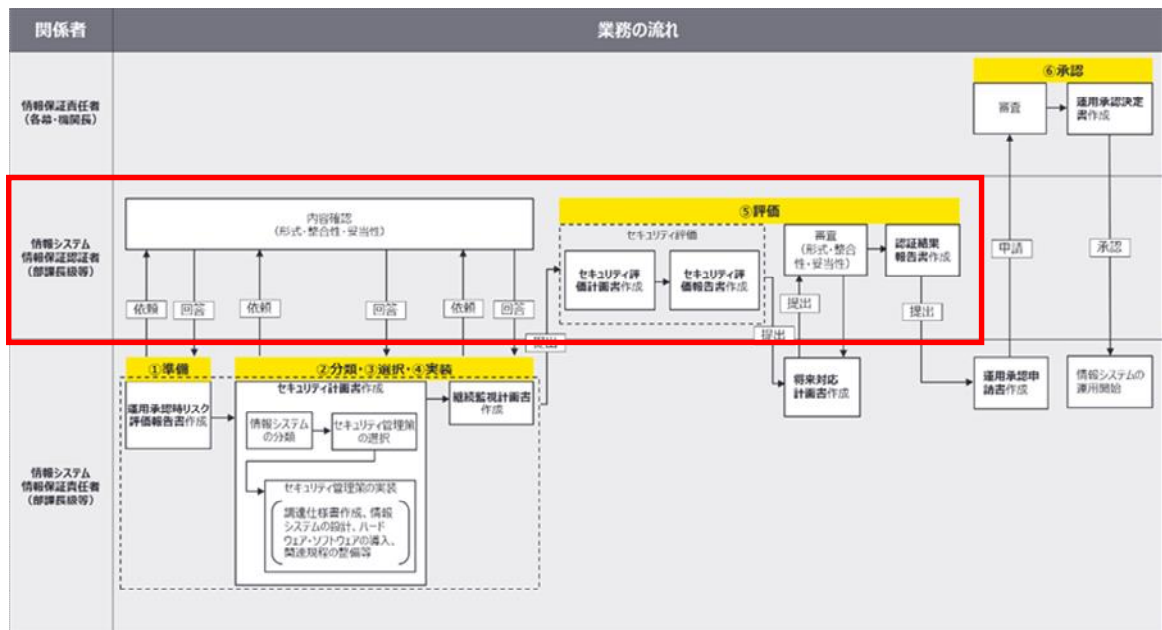 関係者
業務の流れ
⑥承認
情報保証責任者
(各幕・機関長)
審査
運用承認決定
書作成
⑤評価
内容確認
(形式・整合性・妥当性)
セキュリティ評価
審査
(形式・整合
性・妥当性)
認証結果
報告書作成
情報システム
情報保証認証者
(部課長級等)
セキュリティ評
価計画書作成
セキュリティ評
価報告書作成
申請
承認
依頼
回答
依頼
回答
依頼
回答
提出
提出
提出
提出
①準備
②分類・③選択・④実装
運用承認時リスク
評価報告書作成
セキュリティ計画書作成
継続監視計画書
作成
将来対応
計画書作成
運用承認申
請書作成
情報システムの
運用開始
情報システム
の分類
セキュリティ管理策
の選択
情報システム
情報保証責任者
(部課長級等)
セキュリティ管理策の実装
調達仕様書作成、情報
システムの設計、ハード
ウェア・ソフトウェアの導入、
関連規程の整備等